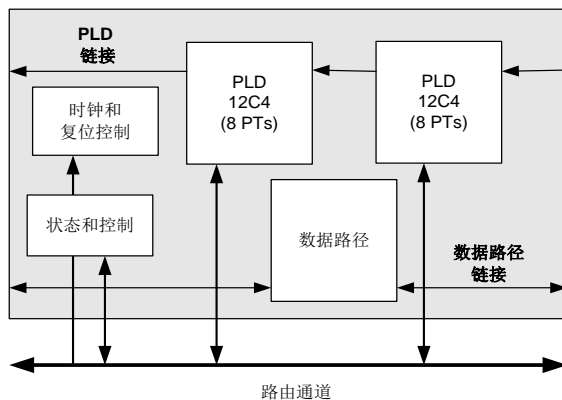 PLD
链接
PLD
12C4
(8 PTs)
PLD
12C4
(8 PTs)
时钟和
复位控制
状态和控制
数据路径
数据路径
链接
路由通道